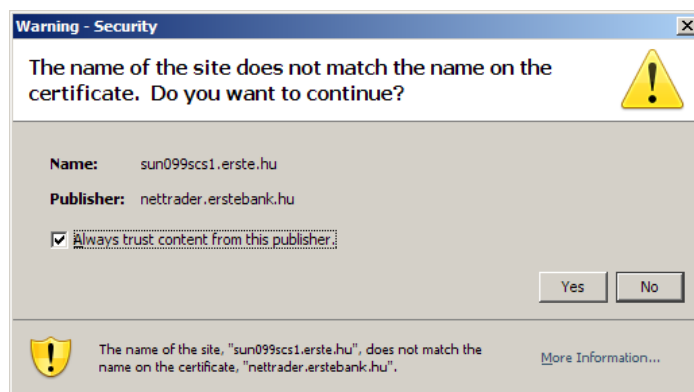 Warning - Security
The name of the site does not match the name on the
certificate. Do you want to continue?
Name: sun099scs1.erste.hu
Publisher: nettrader.erstebank.hu
Always trust content from this publisher.
Yes No
The name of the site, "sun099scs1.erste.hu", does not match the
name on the certificate, "nettrader.erstebank.hu".
More Information...